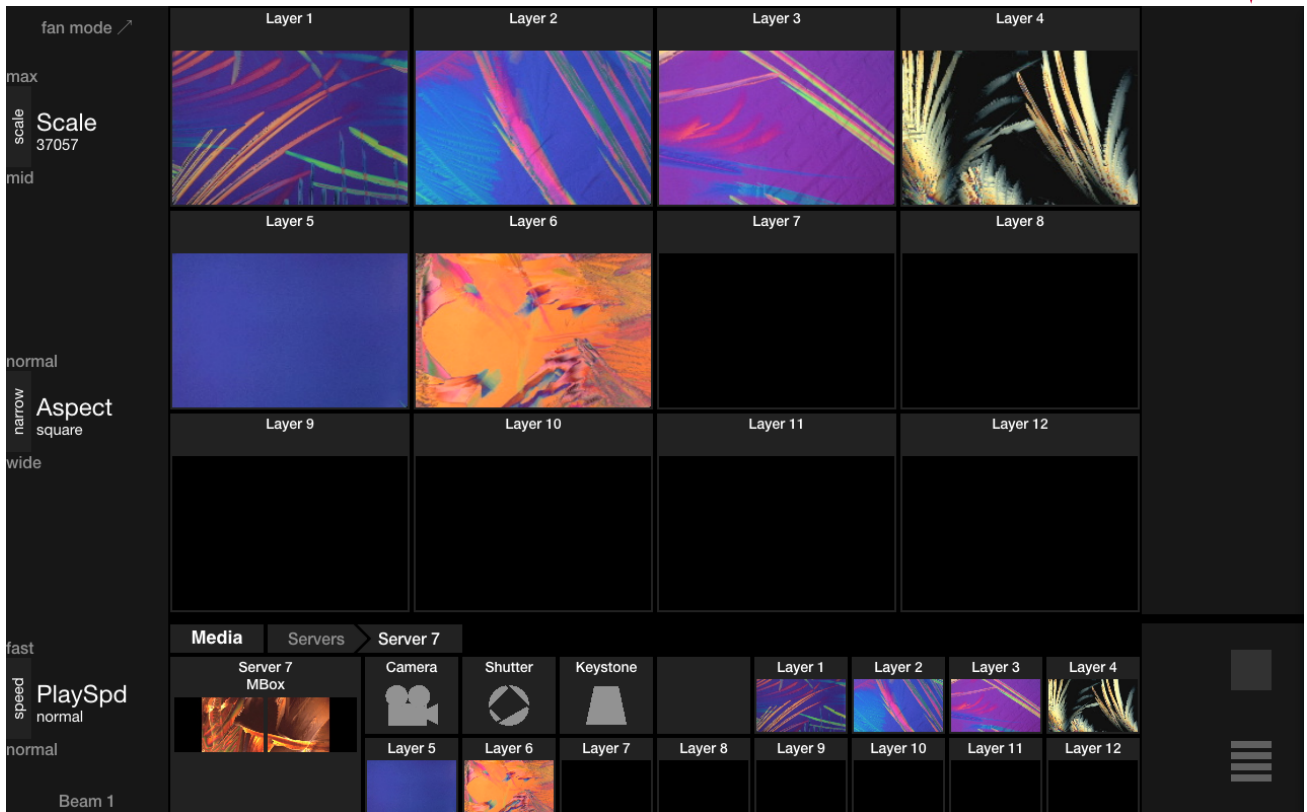 fan mode
max
scale
Scale
37057
mid
normal
narrow
Aspect
square
wide
fast
speed
PlaySpd
normal
normal
Beam 1
Layer 1
Layer 2
Layer 3
Layer 4
Layer 5
Layer 6
Layer 7
Layer 8
Layer 9
Layer 10
Layer 11
Layer 12
Media
Servers
Server 7
Server 7
MBox
Camera
Shutter
Keystone
Layer 1
Layer 2
Layer 3
Layer 4
Layer 5
Layer 6
Layer 7
Layer 8
Layer 9
Layer 10
Layer 11
Layer 12